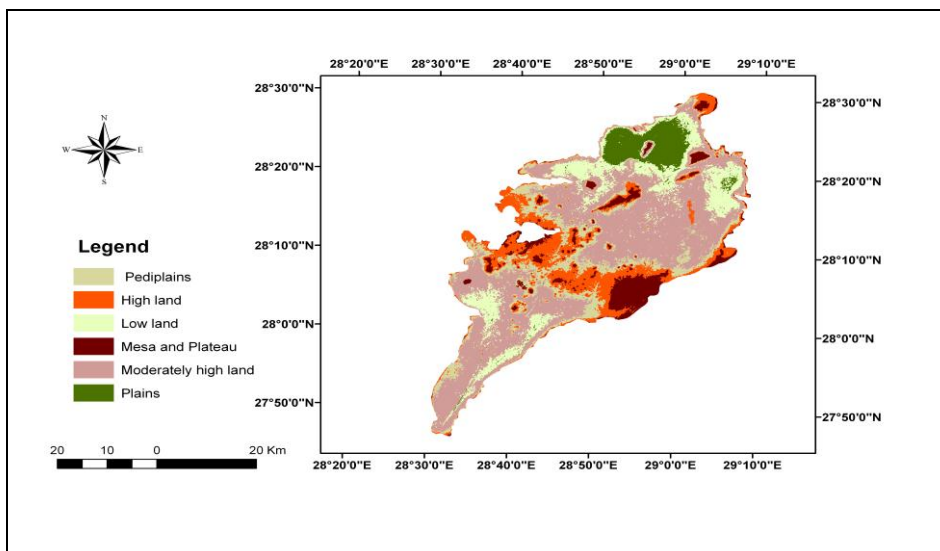 28°20'0"E 28°30'0"E 28°40'0"E 28°50'0"E 29°0'0"E 29°10'0"E
28°30'0"N 28°30'0"N
N
W E
S
28°20'0"N 28°20'0"N
Legend
28°10'0"N 28°10'0"N
Pediplains
High land
Low land
28°0'0"N 28°0'0"N
Mesa and Plateau
Moderately high land
Plains
27°50'0"N 27°50'0"N
20 10 0 20 Km
28°20'0"E 28°30'0"E 28°40'0"E 28°50'0"E 29°0'0"E 29°10'0"E